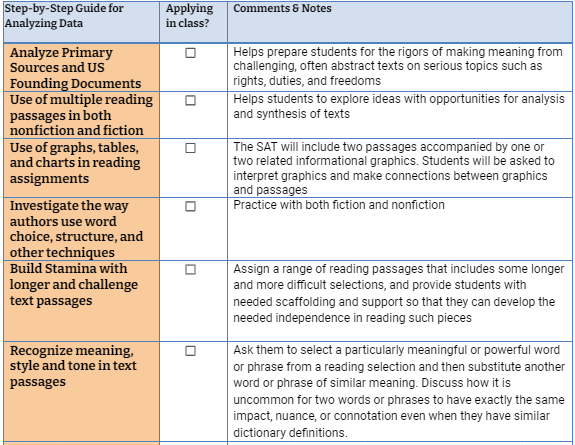 Step-by-Step Guide for
Analyzing Data
Applying
in class?
Comments & Notes
Analyze Primary
Sources and US
Founding Documents
☐
Helps prepare students for the rigors of making meaning from
challenging, often abstract texts on serious topics such as
rights, duties, and freedoms
Use of multiple reading
passages in both
nonfiction and fiction
☐
Helps students to explore ideas with opportunities for analysis
and synthesis of texts
Use of graphs, tables,
and charts in reading
assignments
☐
The SAT will include two passages accompanied by one or
two related informational graphics. Students will be asked to
interpret graphics and make connections between graphics
and passages
Investigate the way
authors use word
choice, structure, and
other techniques
☐
Practice with both fiction and nonfiction
Build Stamina with
longer and challenge
text passages
☐
Assign a range of reading passages that includes some longer
and more difficult selections, and provide students with
needed scaffolding and support so that they can develop the
needed independence in reading such pieces
Recognize meaning,
style and tone in text
passages
☐
Ask them to select a particularly meaningful or powerful word
or phrase from a reading selection and then substitute another
word or phrase of similar meaning. Discuss how it is
uncommon for two words or phrases to have exactly the same
impact, nuance, or connotation even when they have similar
dictionary definitions.